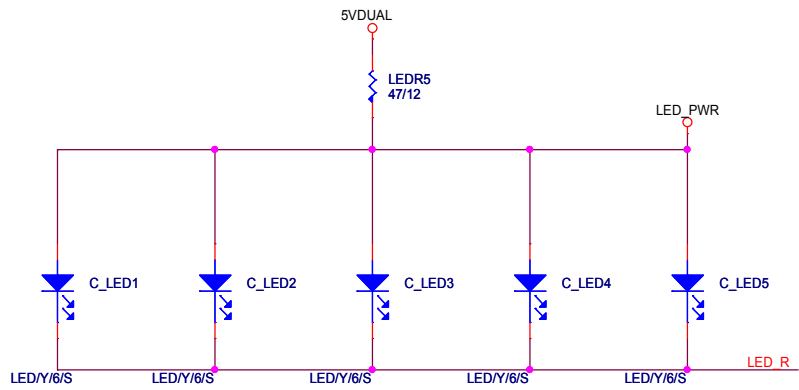 5VDUAL
LEDR5
47/12
LED_PWR
C_LED1
C_LED2
C_LED3
C_LED4
C_LED5
LED_R
LED/Y/6/S
LED/Y/6/S
LED/Y/6/S
LED/Y/6/S
LED/Y/6/S